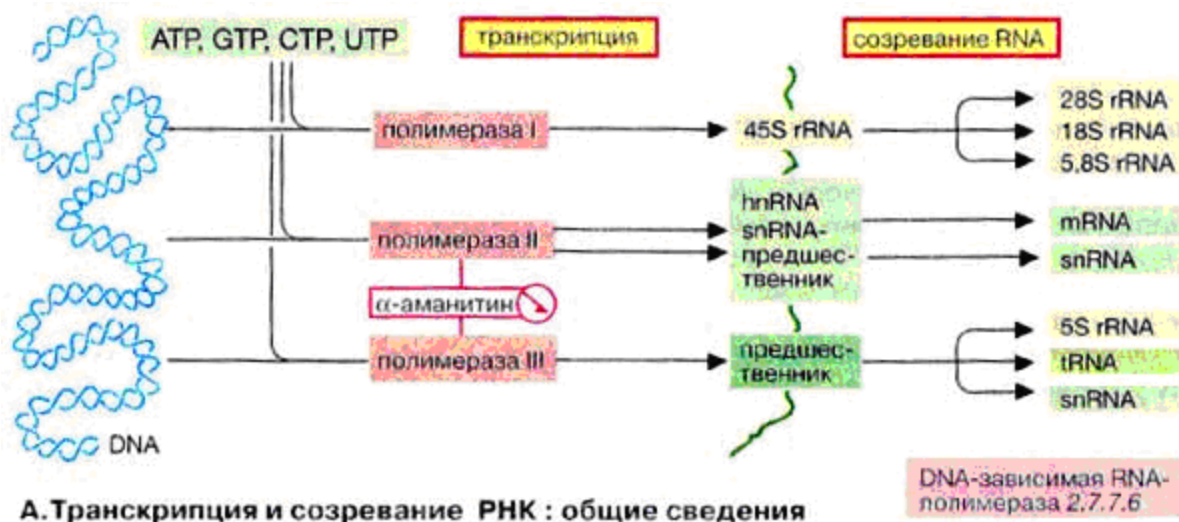 ATP, GTP, CTP, UTP
транскрипция
созревание RNA
полимераза I
45S rRNA
28S rRNA
18S rRNA
5,8S rRNA
полимераза II
hnRNA
snRNA-
предшес-
твенник
mRNA
snRNA
α-аманитин
полимераза III
предшес-
твенник
5S rRNA
tRNA
snRNA
DNA
DNA-зависимая RNA-
полимераза 2.7.7.6
А.Транскрипция и созревание РНК : общие сведения